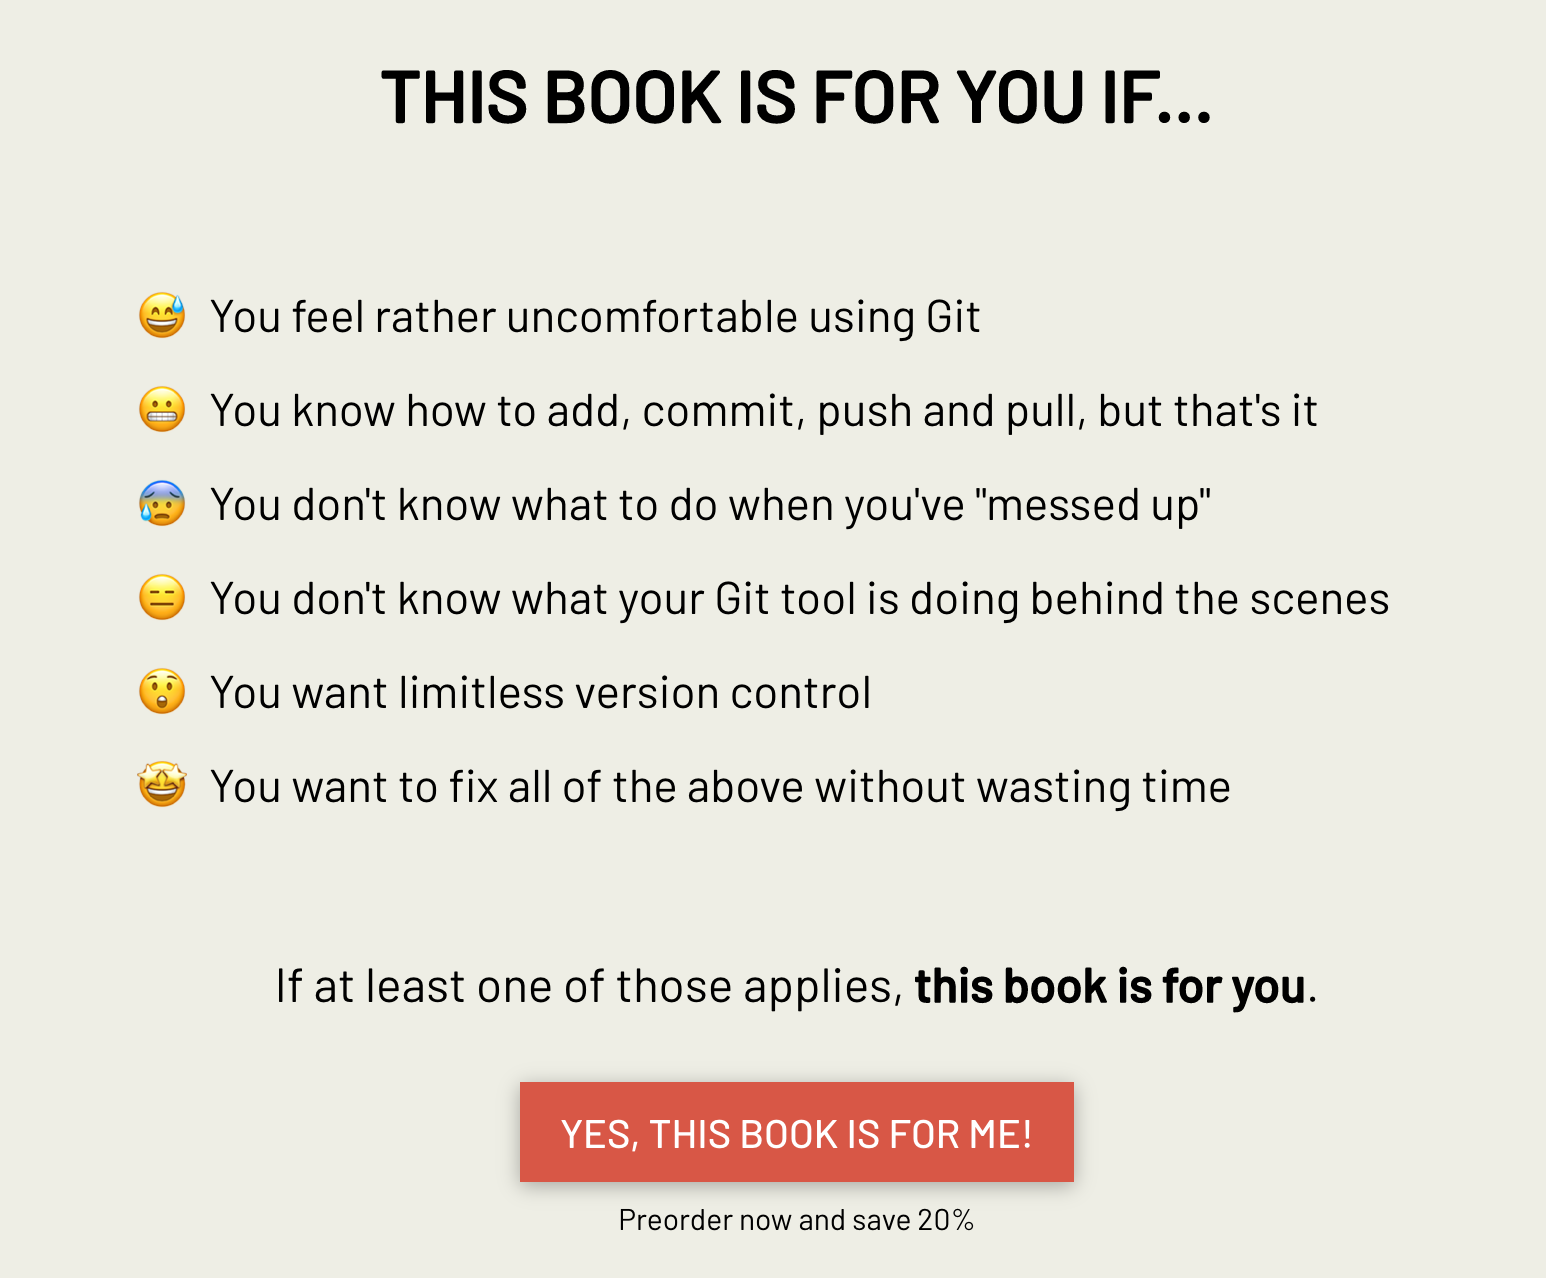 THIS BOOK IS FOR YOU IF...
😅 You feel rather uncomfortable using Git
😬 You know how to add, commit, push and pull, but that's it
😰 You don't know what to do when you've "messed up"
😑 You don't know what your Git tool is doing behind the scenes
😲 You want limitless version control
🤩 You want to fix all of the above without wasting time
If at least one of those applies, this book is for you.
YES, THIS BOOK IS FOR ME!
Preorder now and save 20%